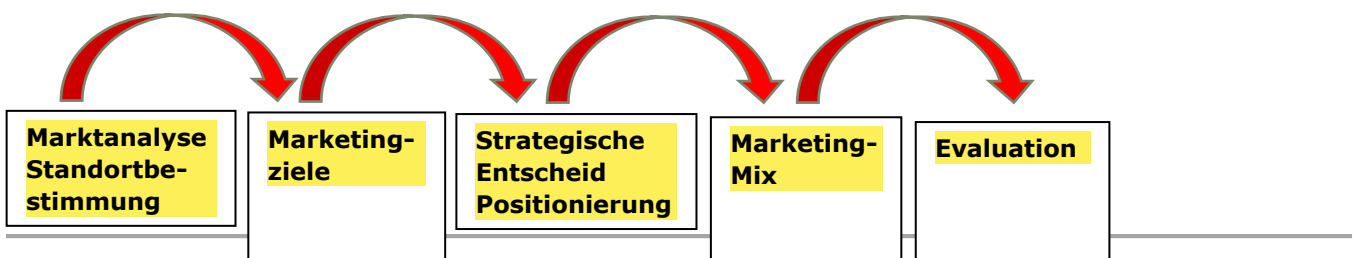 Marktanalyse
Standortbe-
stimmung
Marketing-
ziele
Strategische
Entscheid
Positionierung
Marketing-
Mix
Evaluation